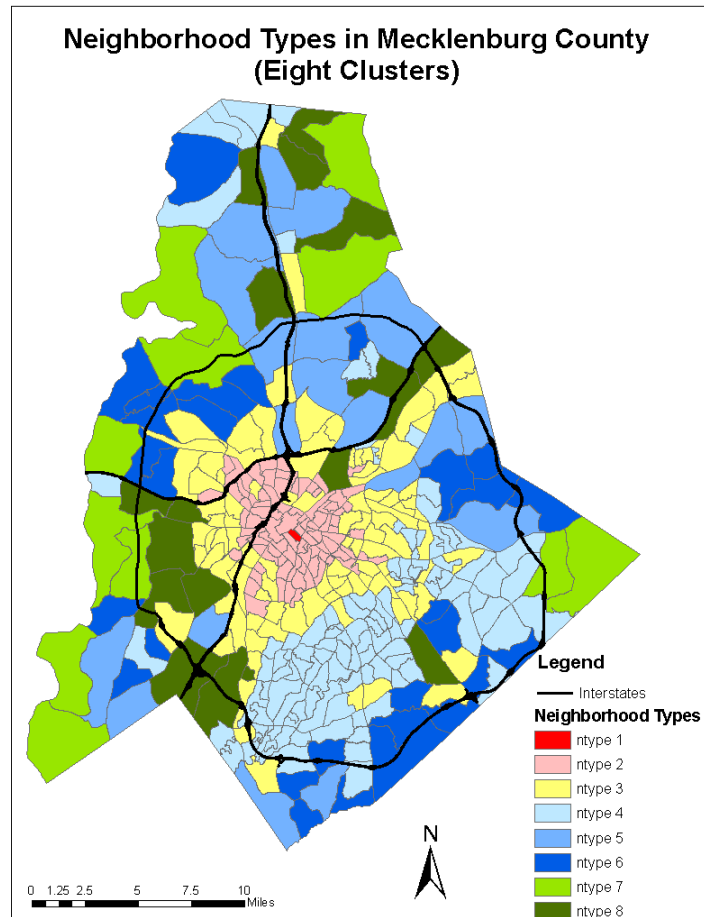 Neighborhood Types in Mecklenburg County
(Eight Clusters)
Legend
Interstates
Neighborhood Types
ntype 1
ntype 2
ntype 3
ntype 4
ntype 5
ntype 6
ntype 7
ntype 8
N
0 1.25 2.5 5 7.5 10
Miles